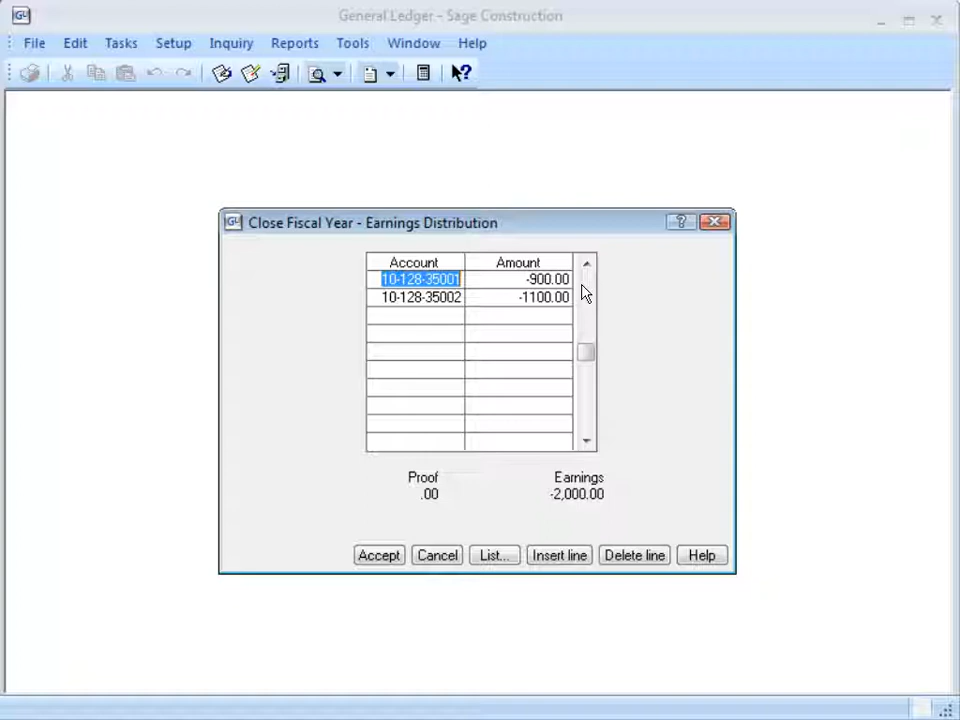 General Ledger - Sage Construction
File Edit Tasks Setup Inquiry Reports Tools Window Help
Close Fiscal Year - Earnings Distribution
Account Amount
10-128-35001 -900.00
10-128-35002 -1100.00
Proof Earnings
.00 -2,000.00
Accept Cancel List... Insert line Delete line Help